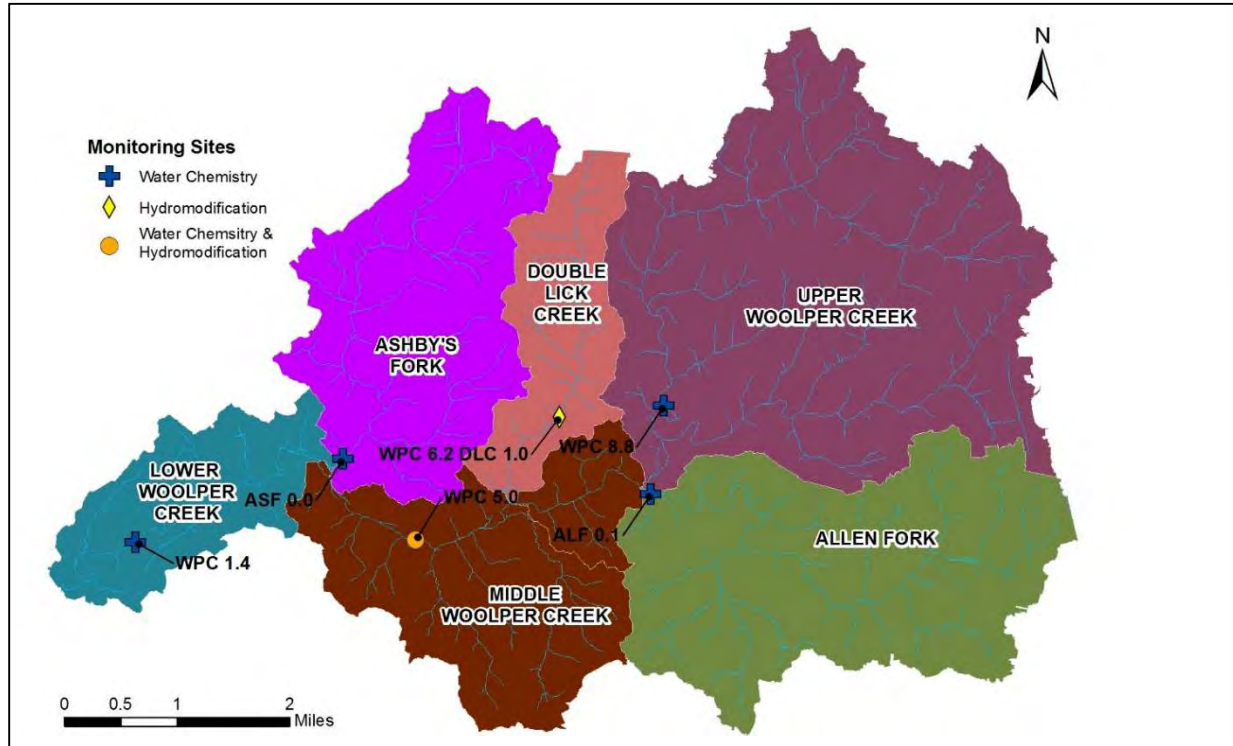 N
Monitoring Sites
Water Chemistry
Hydromodification
Water Chemsitry &
Hydromodification
DOUBLE
LICK
CREEK
UPPER
WOOLPER CREEK
ASHBY'S
FORK
WPC 6.2 DLC 1.0
WPC 8.8
LOWER
WOOLPER
CREEK
ASF 0.0
WPC 5.0
ALF 0.1
ALLEN FORK
WPC 1.4
MIDDLE
WOOLPER CREEK
0 0.5 1 2
Miles